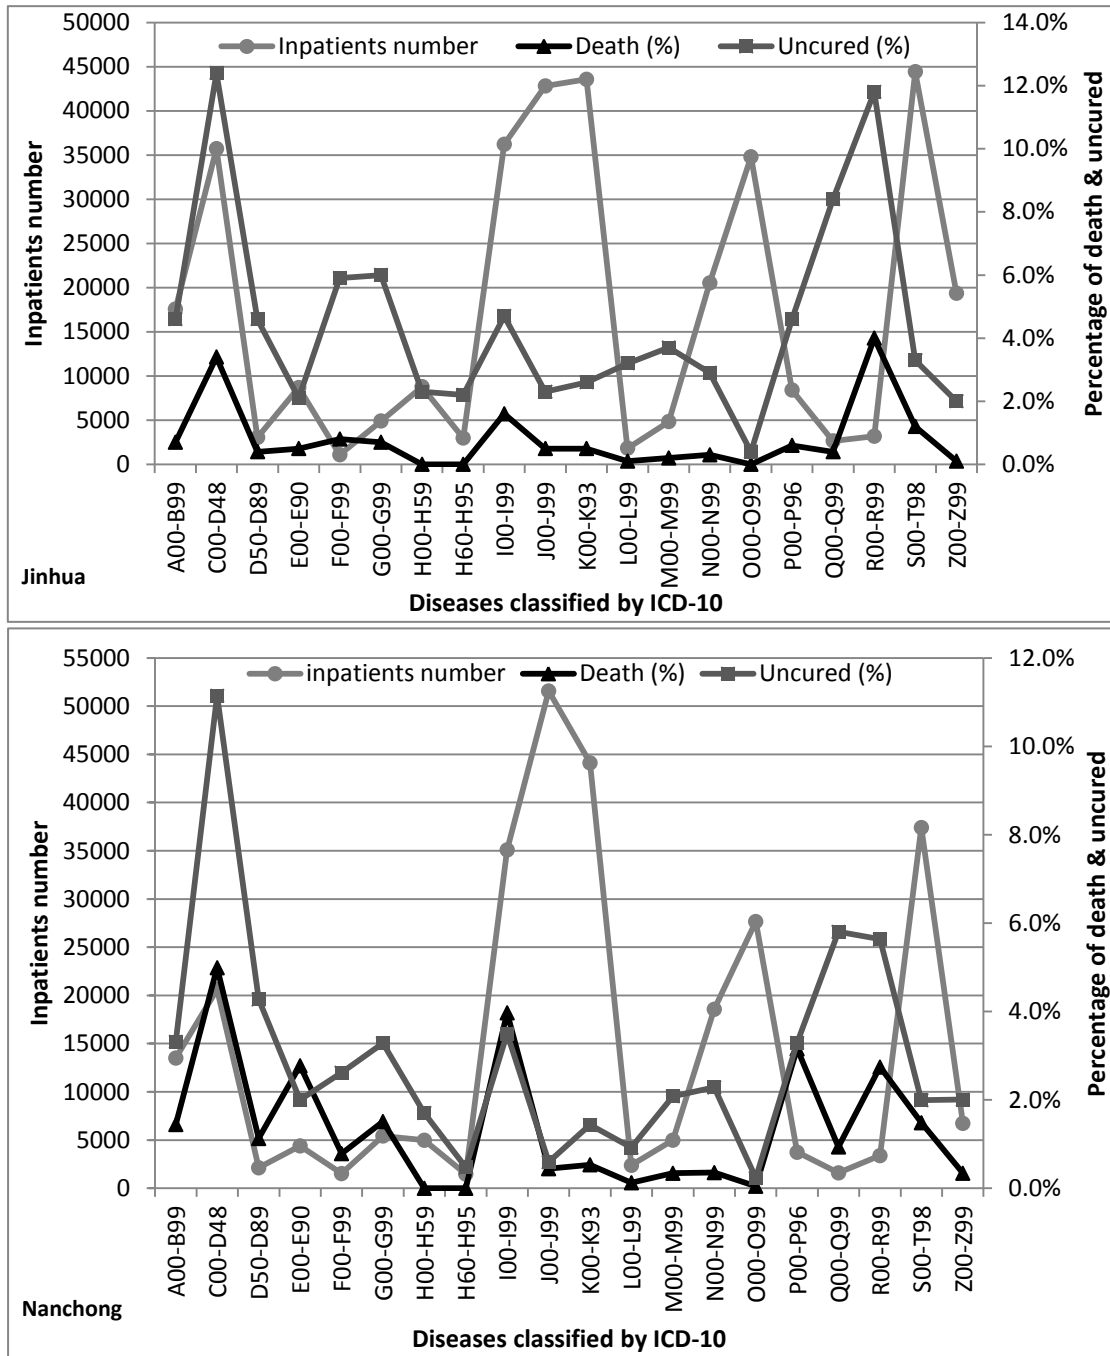 Inpatients number Death (%) Uncured (%)
50000
45000
40000
35000
30000
25000
20000
15000
10000
5000
0
Inpatients number
14.0%
12.0%
10.0%
8.0%
6.0%
4.0%
2.0%
0.0%
Percentage of death & uncured
A00-B99
C00-D48
D50-D89
E00-E90
F00-F99
G00-G99
H00-H59
H60-H95
I00-I99
J00-J99
K00-K93
L00-L99
M00-M99
N00-N99
O00-O99
P00-P96
Q00-Q99
R00-R99
S00-T98
Z00-Z99
Jinhua
Diseases classified by ICD-10
inpatients number Death (%) Uncured (%)
55000
50000
45000
40000
35000
30000
25000
20000
15000
10000
5000
0
Inpatients number
12.0%
10.0%
8.0%
6.0%
4.0%
2.0%
0.0%
Percentage of death & uncured
A00-B99
C00-D48
D50-D89
E00-E90
F00-F99
G00-G99
H00-H59
H60-H95
I00-I99
J00-J99
K00-K93
L00-L99
M00-M99
N00-N99
O00-O99
P00-P96
Q00-Q99
R00-R99
S00-T98
Z00-Z99
Nanchong
Diseases classified by ICD-10